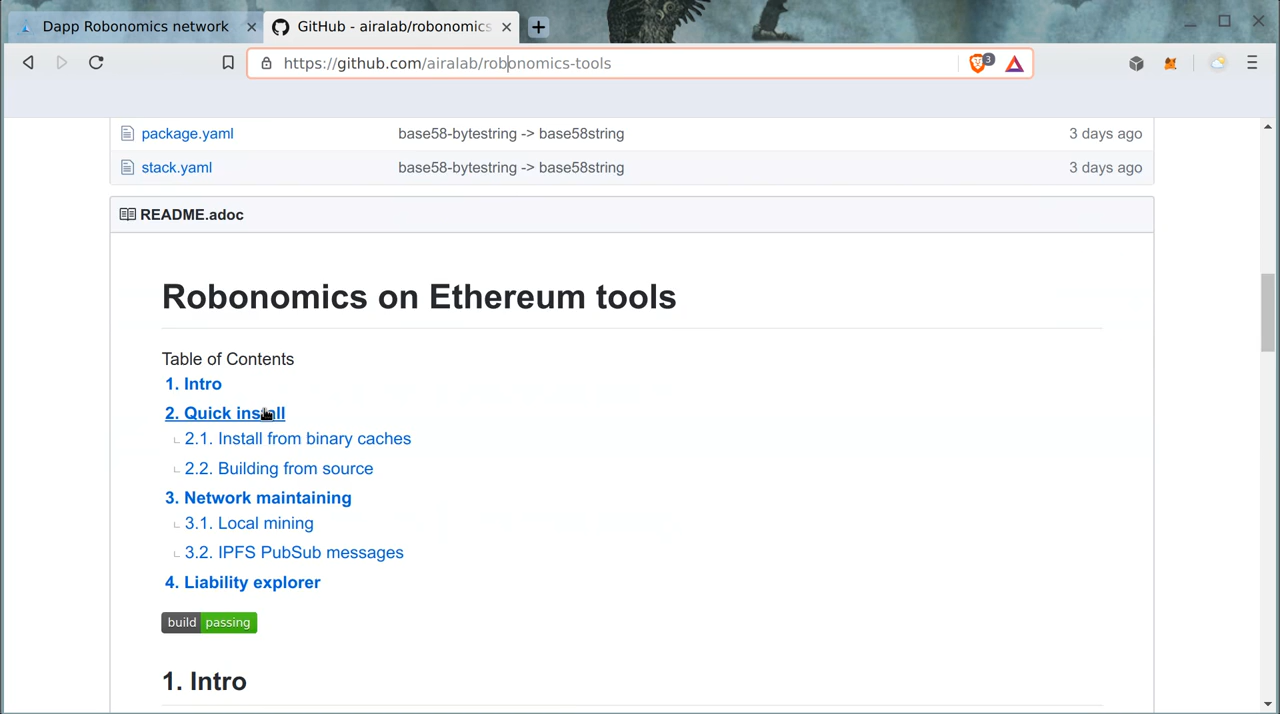 Dapp Robonomics network
GitHub - airalab/robonomics
https://github.com/airalab/robonomics-tools
3
package.yaml base58-bytestring -> base58string 3 days ago
stack.yaml base58-bytestring -> base58string 3 days ago
README.adoc
Robonomics on Ethereum tools
Table of Contents
1. Intro
2. Quick install
2.1. Install from binary caches
2.2. Building from source
3. Network maintaining
3.1. Local mining
3.2. IPFS PubSub messages
4. Liability explorer
build passing
1. Intro